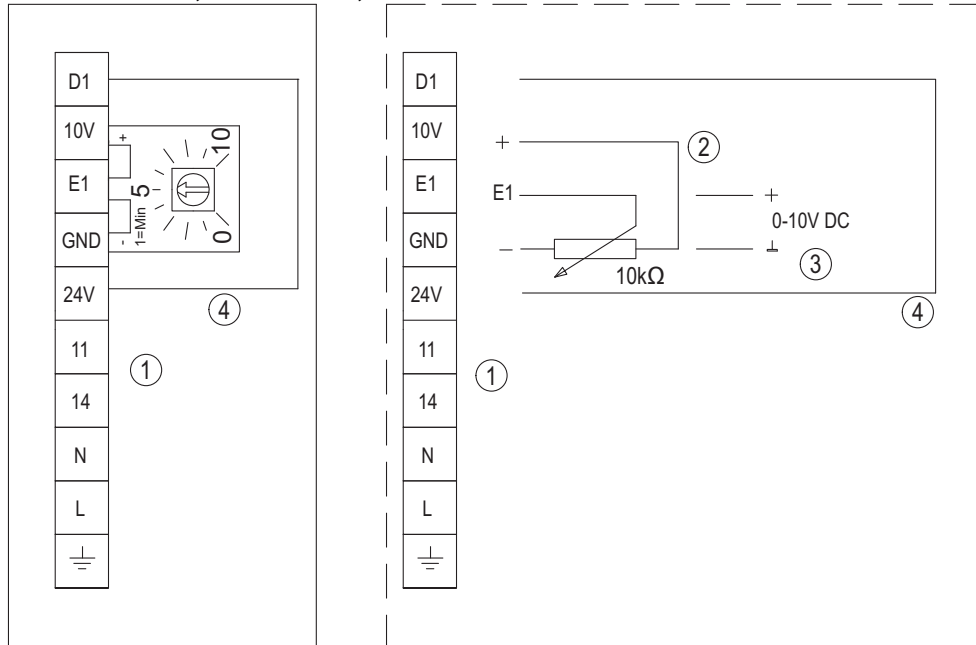 D1
10V
E1
GND
24V
11
14
N
L
+
-
1=Min
5
10
0
4
1
D1
10V
E1
GND
24V
11
14
N
L
+
E1
−
10kΩ
2
+
0-10V DC
3
4
1